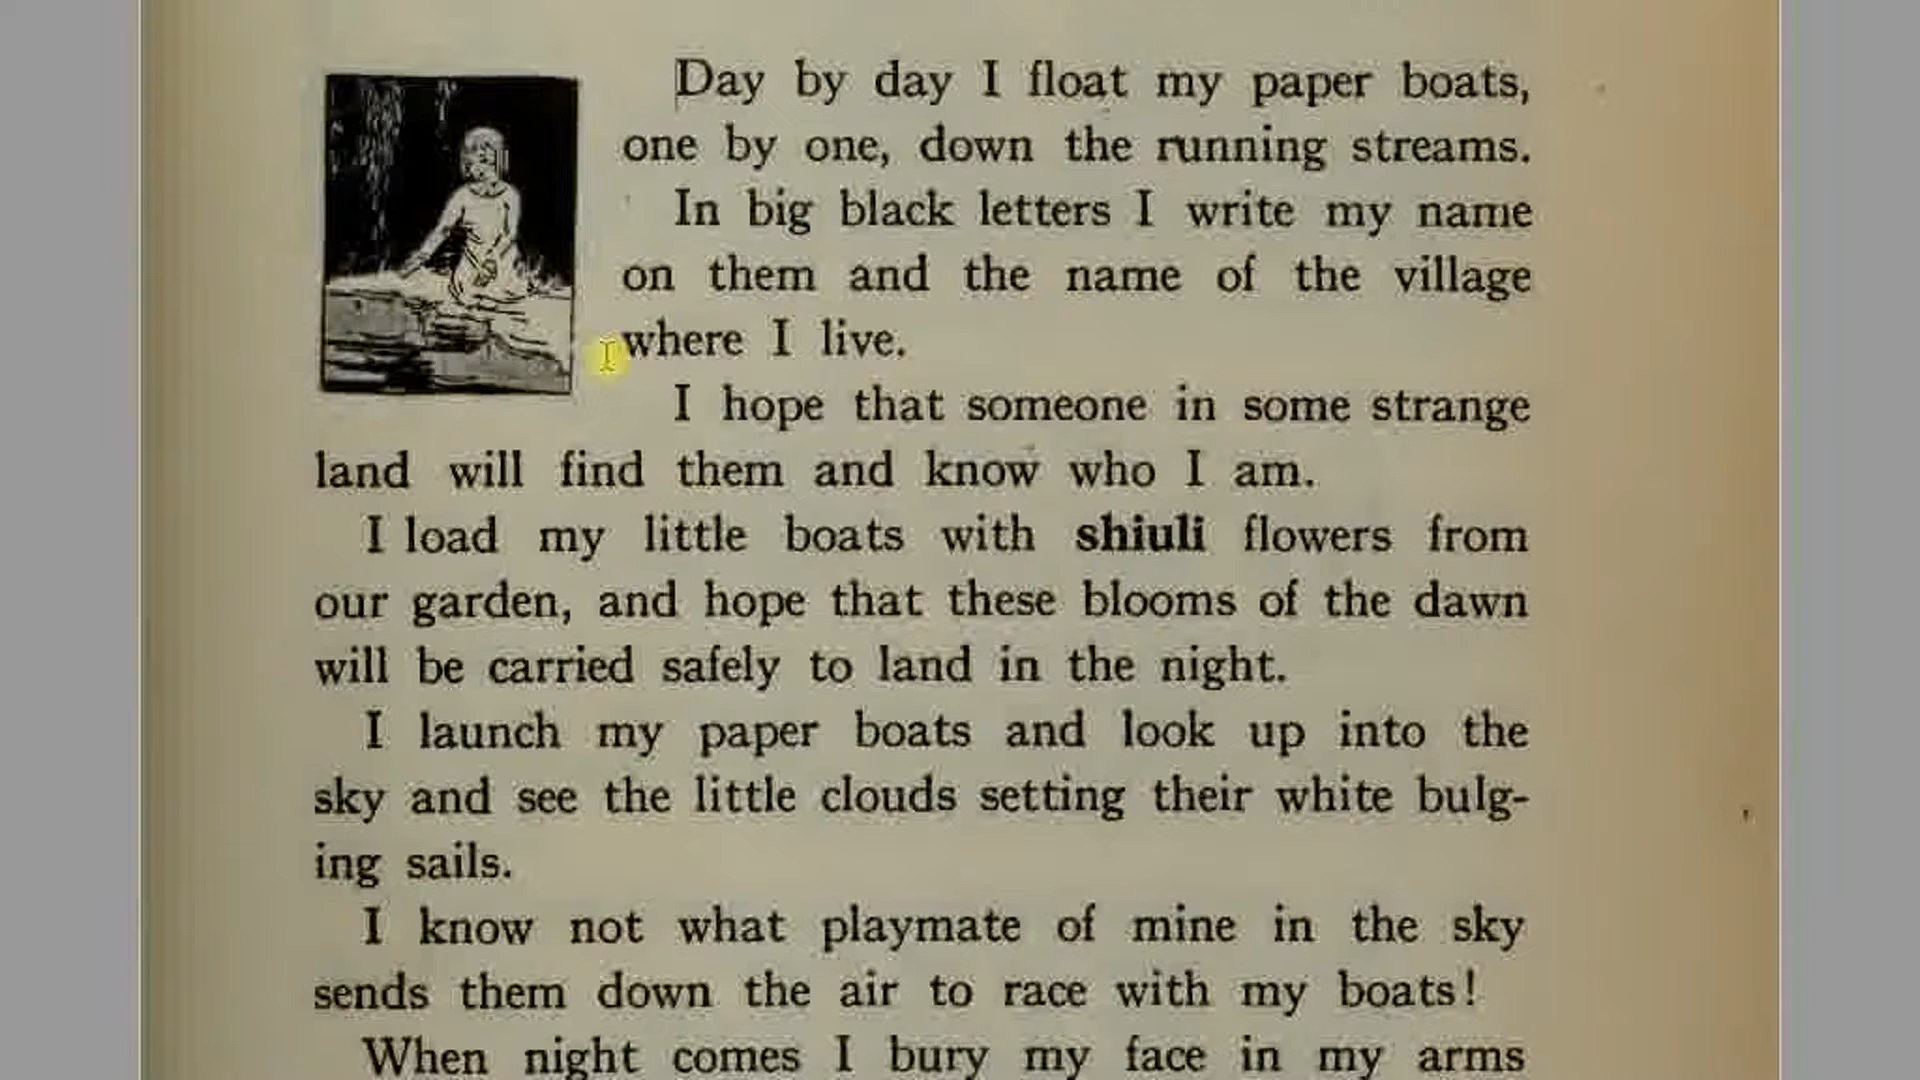 Day by day I float my paper boats,
one by one, down the running streams.
In big black letters I write my name
on them and the name of the village
where I live.
I hope that someone in some strange
land will find them and know who I am.
I load my little boats with shiuli flowers from
our garden, and hope that these blooms of the dawn
will be carried safely to land in the night.
I launch my paper boats and look up into the
sky and see the little clouds setting their white bulg-
ing sails.
I know not what playmate of mine in the sky
sends them down the air to race with my boats!
When night comes I bury my face in my arms